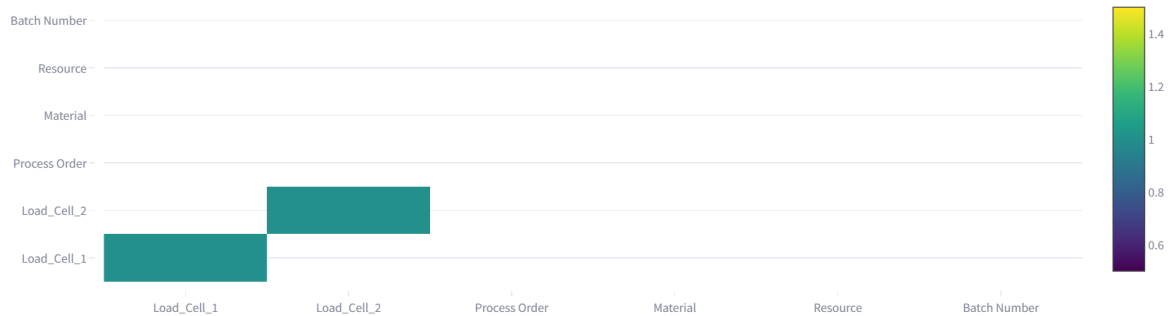 Batch Number
Resource
Material
Process Order
Load_Cell_2
Load_Cell_1
Load_Cell_1 Load_Cell_2 Process Order Material Resource Batch Number
1.4
1.2
1
0.8
0.6